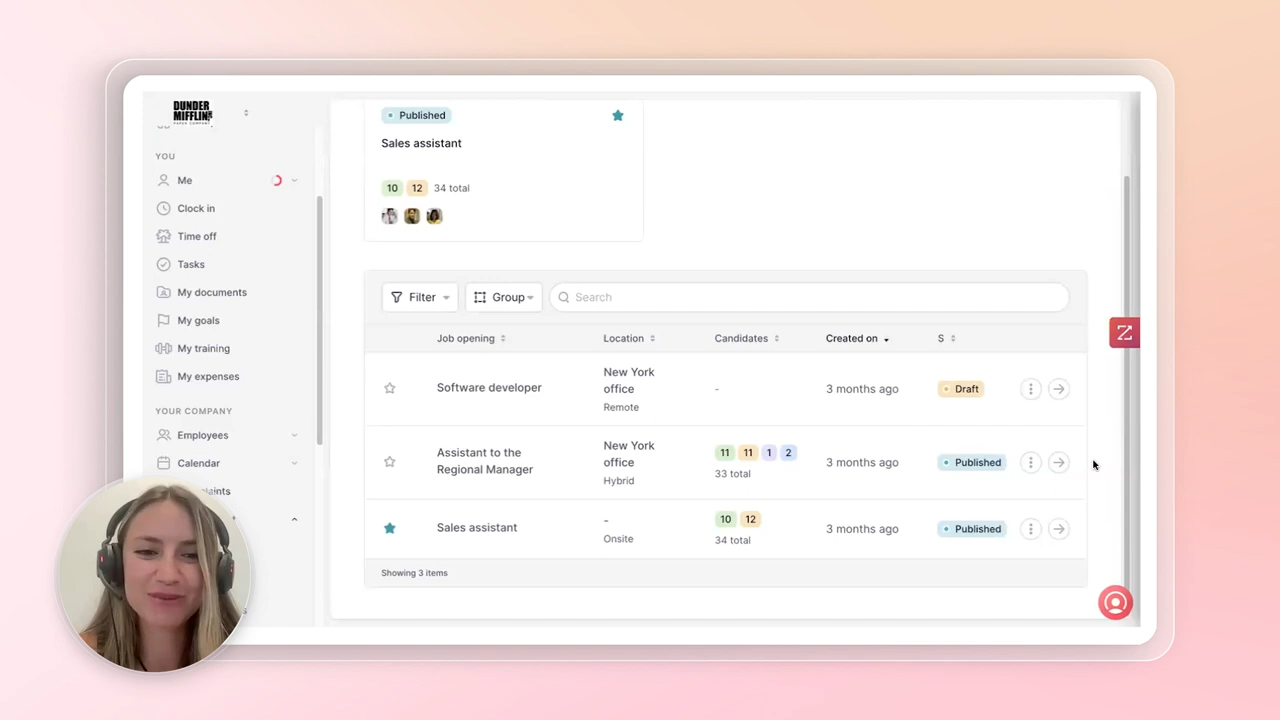 DUNDER
MIFFLIN
PAPER COMPANY
YOU
Me
Clock in
Time off
Tasks
My documents
My goals
My training
My expenses
YOUR COMPANY
Employees
Calendar
Published
Sales assistant
10 12 34 total
Filter Group Search
Job opening Location Candidates Created on S
Software developer
New York
office
Remote
-
3 months ago
Draft
Assistant to the
Regional Manager
New York
office
Hybrid
11 11 1 2
33 total
3 months ago
Published
Sales assistant
-
Onsite
10 12
34 total
3 months ago
Published
Showing 3 items